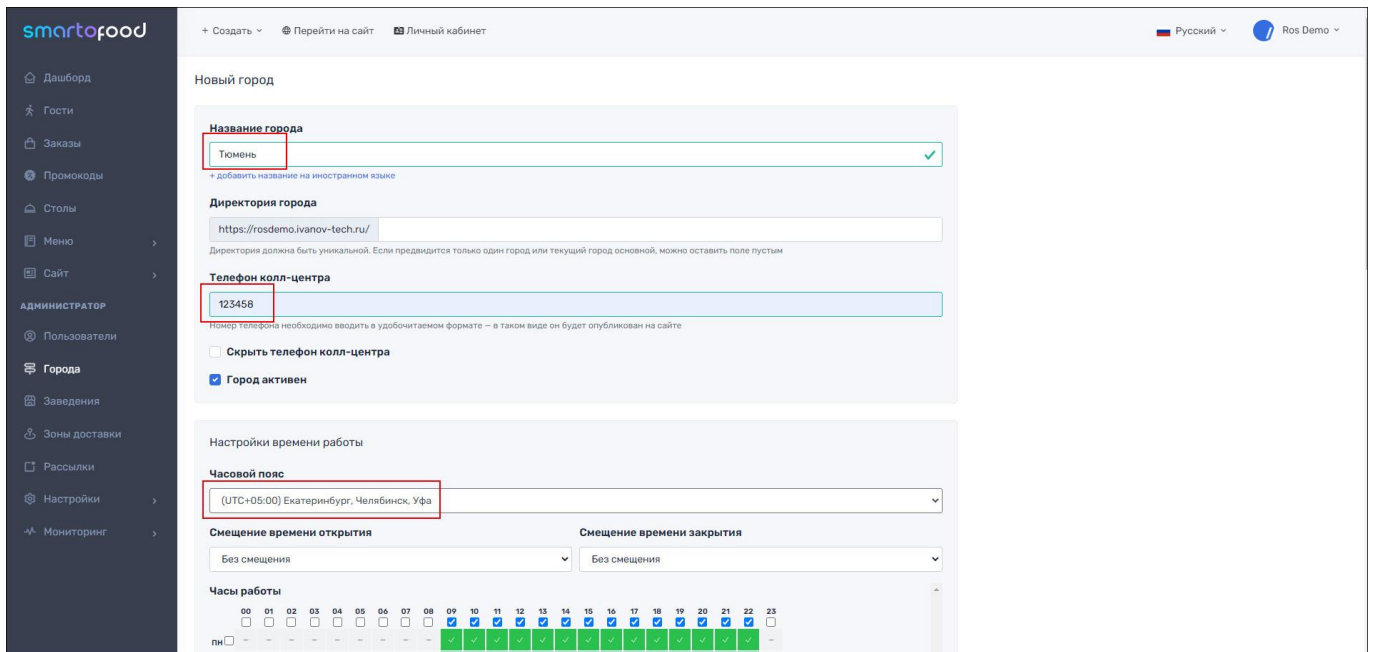 smartofood
+ Создать
Перейти на сайт
Личный кабинет
Русский
Ros Demo
Дашборд
Гости
Заказы
Промокоды
Столы
Меню
Сайт
АДМИНИСТРАТОР
Пользователи
Города
Заведения
Зоны доставки
Рассылки
Настройки
Мониторинг
Новый город
Название города
Тюмень
+ добавить название на иностранном языке
Директория города
https://rosdemo.ivanov-tech.ru/
Директория должна быть уникальной. Если предвидится только один город или текущий город основной, можно оставить поле пустым
Телефон колл-центра
123458
Номер телефона необходимо вводить в удобочитаемом формате — в таком виде он будет опубликован на сайте
Скрыть телефон колл-центра
Город активен
Настройки времени работы
Часовой пояс
(UTC+05:00) Екатеринбург, Челябинск, Уфа
Смещение времени открытия Смещение времени закрытия
Без смещения Без смещения
Часы работы
00 01 02 03 04 05 06 07 08 09 10 11 12 13 14 15 16 17 18 19 20 21 22 23
пн